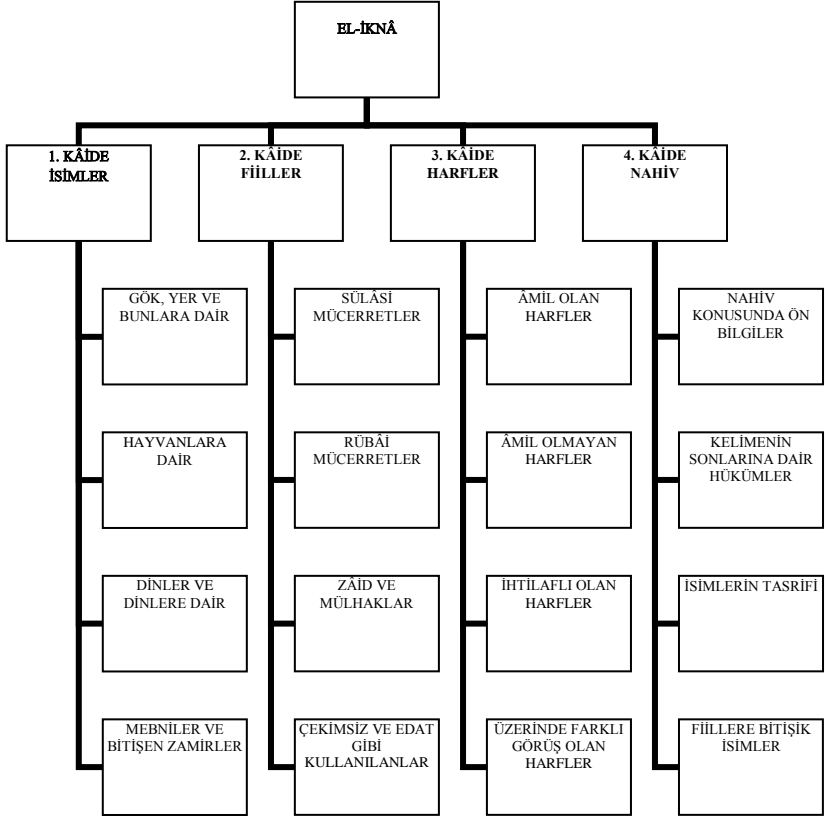 EL-İKNÂ
1. KÂİDE
İSİMLER
2. KÂİDE
FİİLLER
3. KÂİDE
HARFLER
4. KÂİDE
NAHİV
GÖK, YER VE
BUNLARA DAİR
SÜLÂSİ
MÜCERRETLER
ÂMİL OLAN
HARFLER
NAHİV
KONUSUNDA ÖN
BİLGİLER
HAYVANLARA
DAİR
RÜBÂİ
MÜCERRETLER
ÂMİL OLMAYAN
HARFLER
KELİMENİN
SONLARINA DAİR
HÜKÜMLER
DİNLER VE
DİNLERE DAİR
ZÂİD VE
MÜLHAKLAR
İHTİLAFLI OLAN
HARFLER
İSİMLERİN TASRİFİ
MEBNİLER VE
BİTİŞEN ZAMİRLER
ÇEKİMSİZ VE EDAT
GİBİ
KULLANILANLAR
ÜZERİNDE FARKLI
GÖRÜŞ OLAN
HARFLER
FİİLLERE BİTİŞİK
İSİMLER